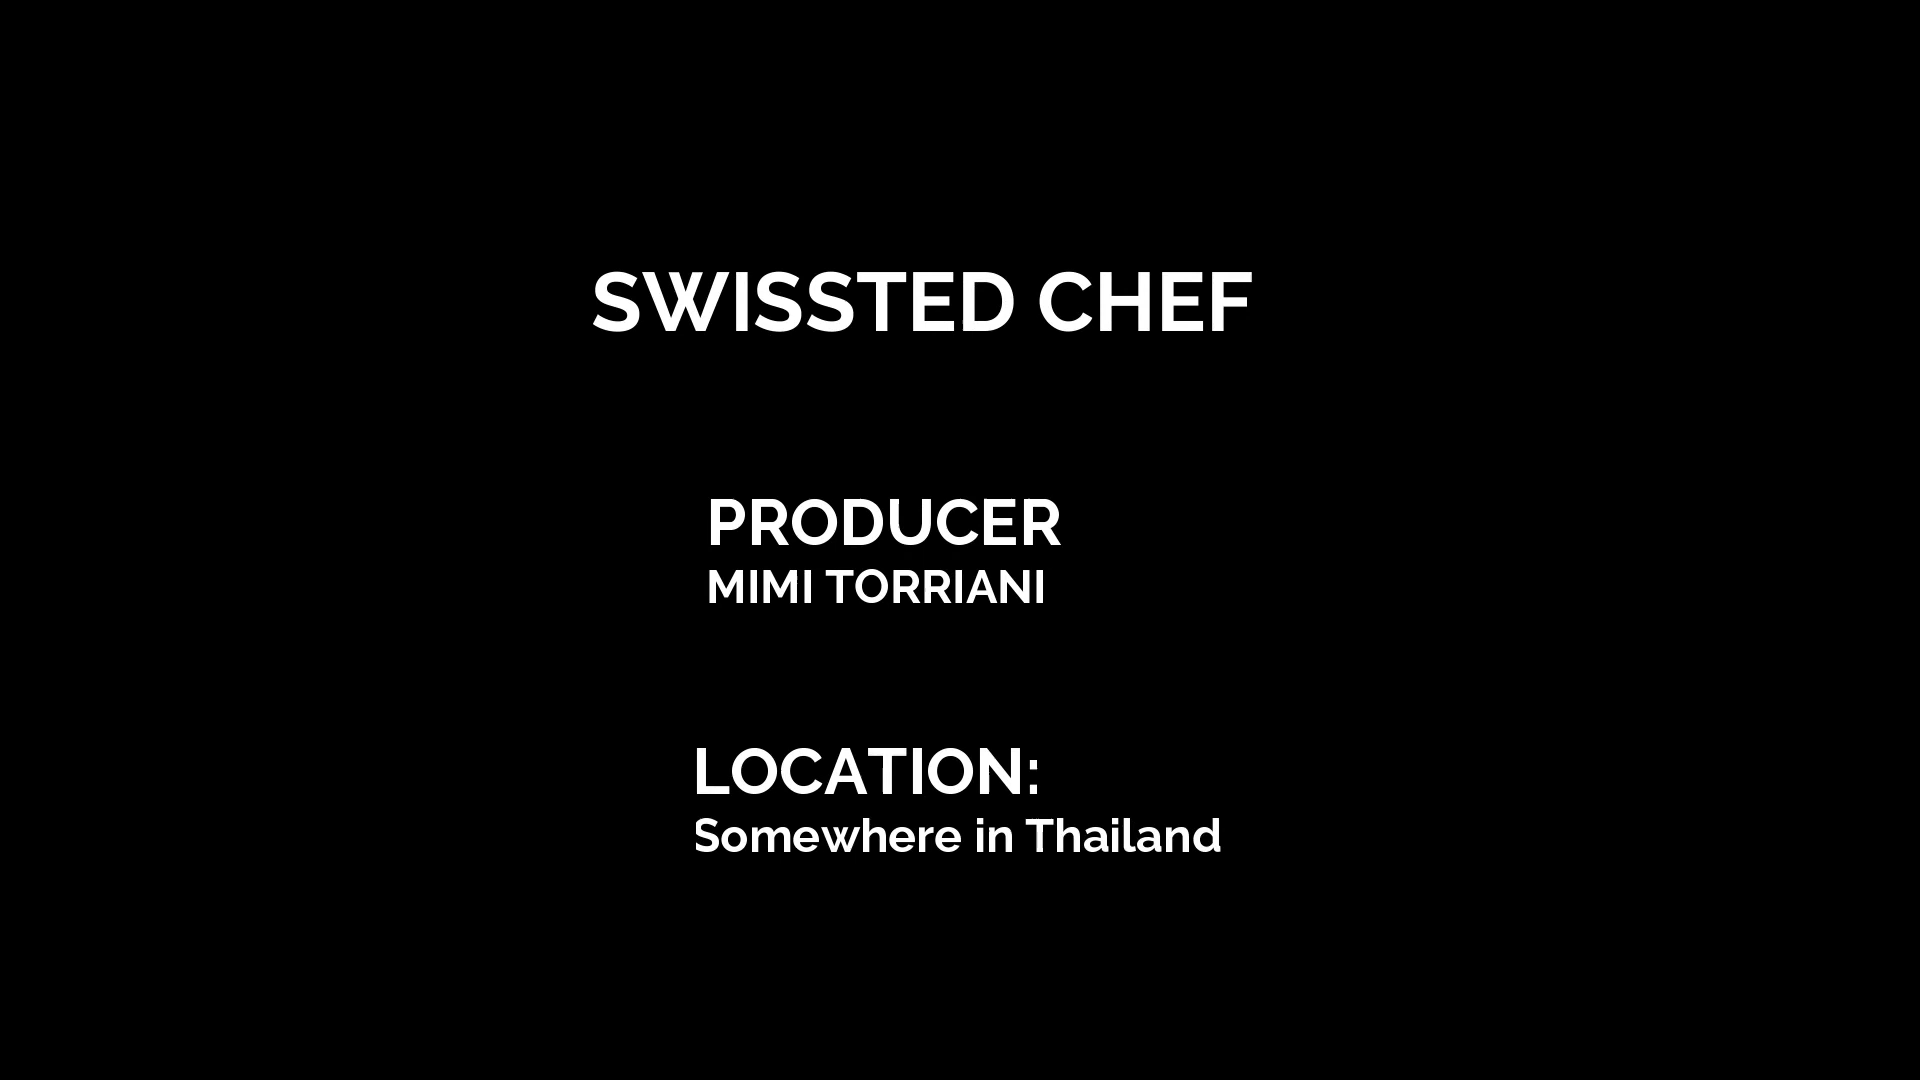 SWISSTED CHEF
PRODUCER
MIMI TORRIANI
LOCATION:
Somewhere in Thailand